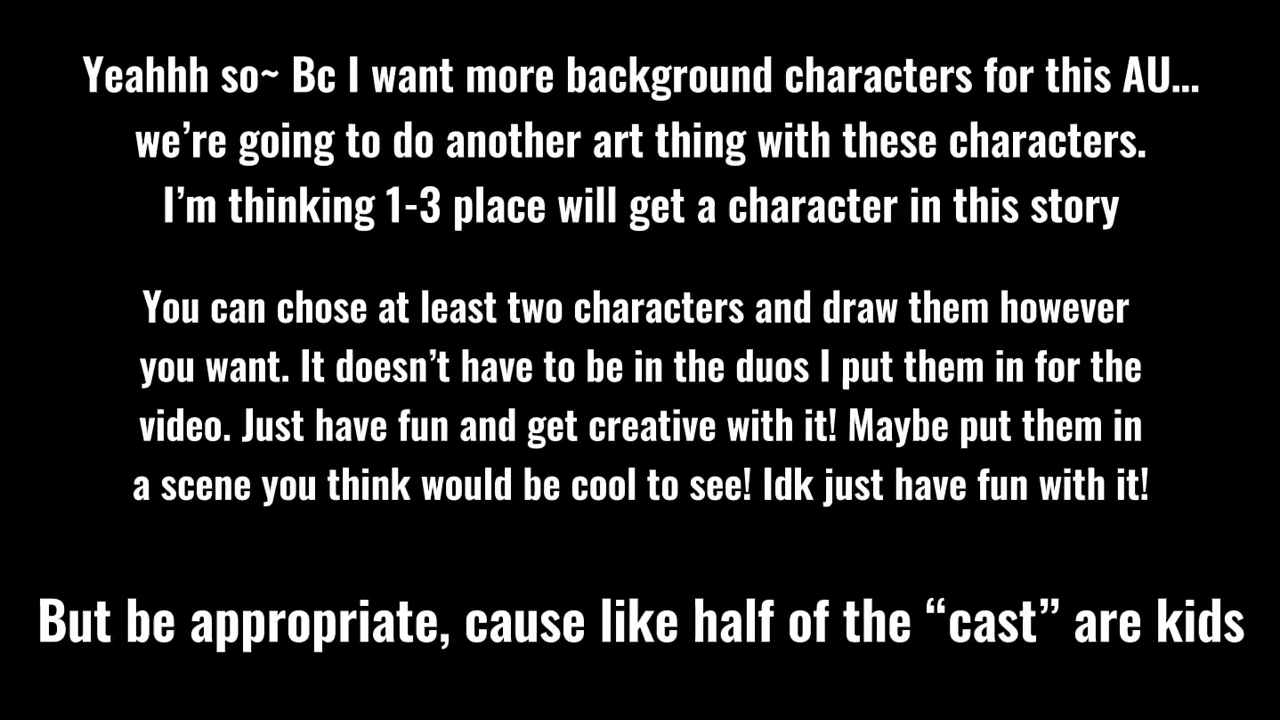 Yeahhh so~ Bc I want more background characters for this AU...
we’re going to do another art thing with these characters.
I’m thinking 1-3 place will get a character in this story
You can chose at least two characters and draw them however
you want. It doesn’t have to be in the duos I put them in for the
video. Just have fun and get creative with it! Maybe put them in
a scene you think would be cool to see! Idk just have fun with it!
But be appropriate, cause like half of the “cast” are kids